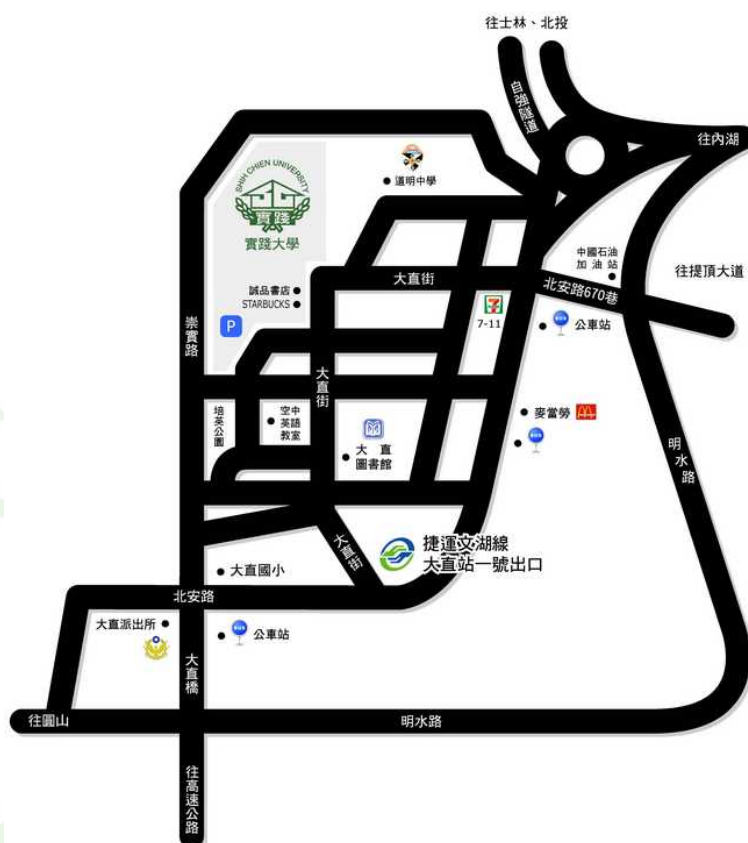 往士林、北投
自強隧道
往內湖
SHIH CHIEN UNIVERSITY
實踐
實踐大學
道明中學
中國石油
加油站
往提頂大道
大直街
北安路670巷
誠品書店
STARBUCKS
P
7-11
公車站
崇實路
大直街
培英公園
空中
英語
教室
大直
圖書館
麥當勞
明水路
大直街
捷運文湖線
大直站一號出口
大直國小
北安路
大直派出所
公車站
大直橋
往圓山
明水路
往高速公路